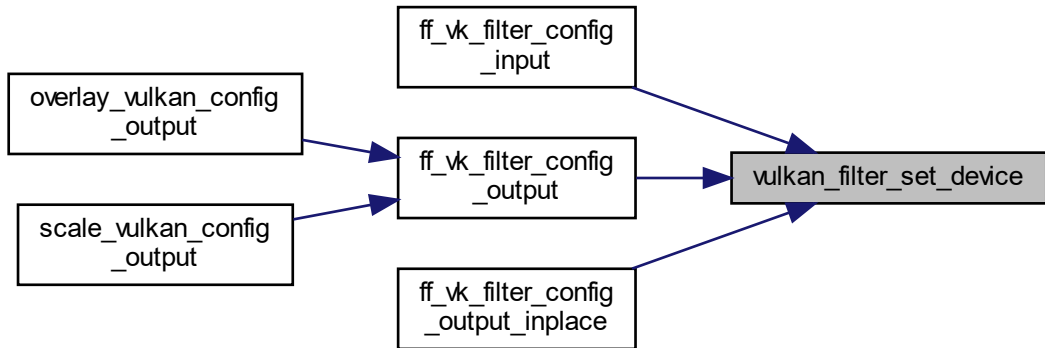 ff_vk_filter_config
_input
overlay_vulkan_config
_output
ff_vk_filter_config
_output
vulkan_filter_set_device
scale_vulkan_config
_output
ff_vk_filter_config
_output_inplace